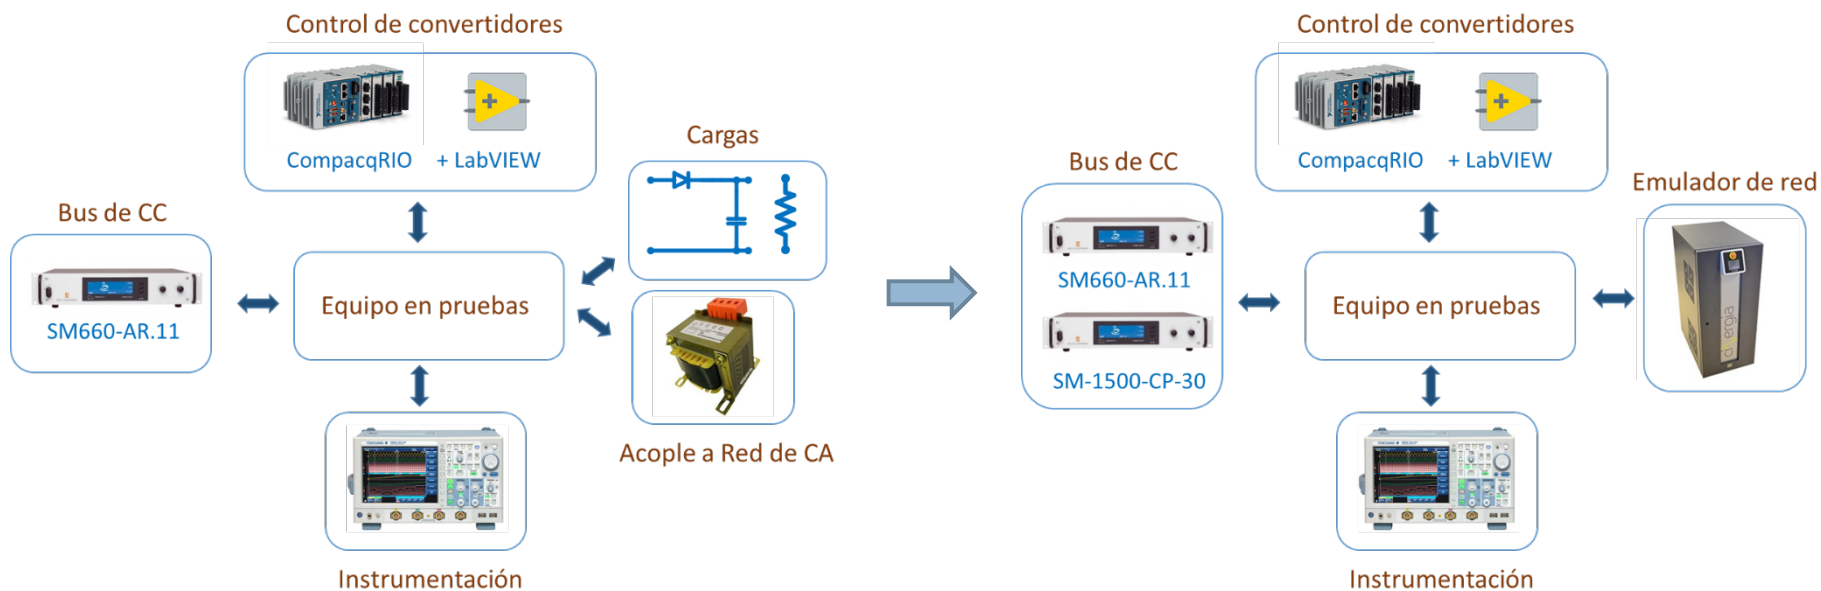 Control de convertidores
CompacqRIO + LabVIEW
Cargas
Bus de CC
SM660-AR.11
Equipo en pruebas
Acople a Red de CA
Instrumentación
Control de convertidores
CompacqRIO + LabVIEW
Bus de CC
SM660-AR.11
SM-1500-CP-30
Equipo en pruebas
Emulador de red
cinergia
Instrumentación